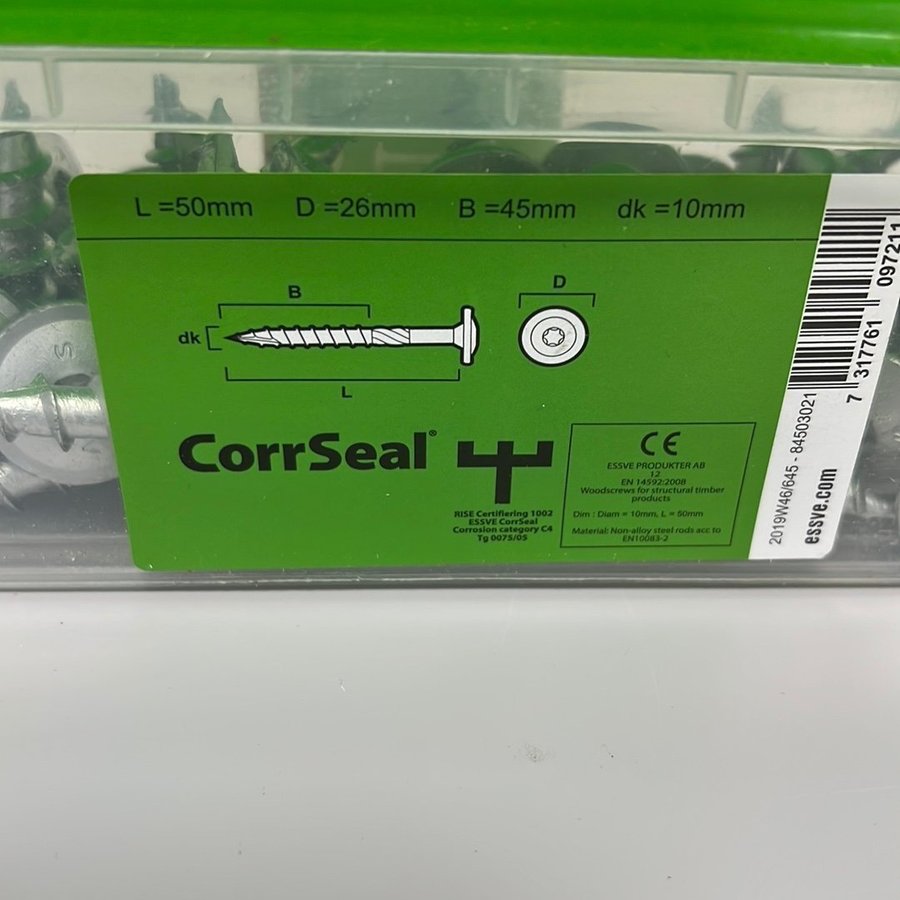 L =50mm D =26mm B =45mm dk =10mm
B
D
dk
L
CorrSeal®
RISE Certifiering 1002
ESSVE CorrSeal
Corrosion category C4
Tg 0075/05
CE
ESSVE PRODUKTER AB
12
EN 14592:2008
Woodscrews for structural timber
products
Dim : Diam = 10mm, L = 50mm
Material: Non-alloy steel rods acc to
EN10083-2
2019W46/645 - 84503021
essve.com
7 317761 097211
S